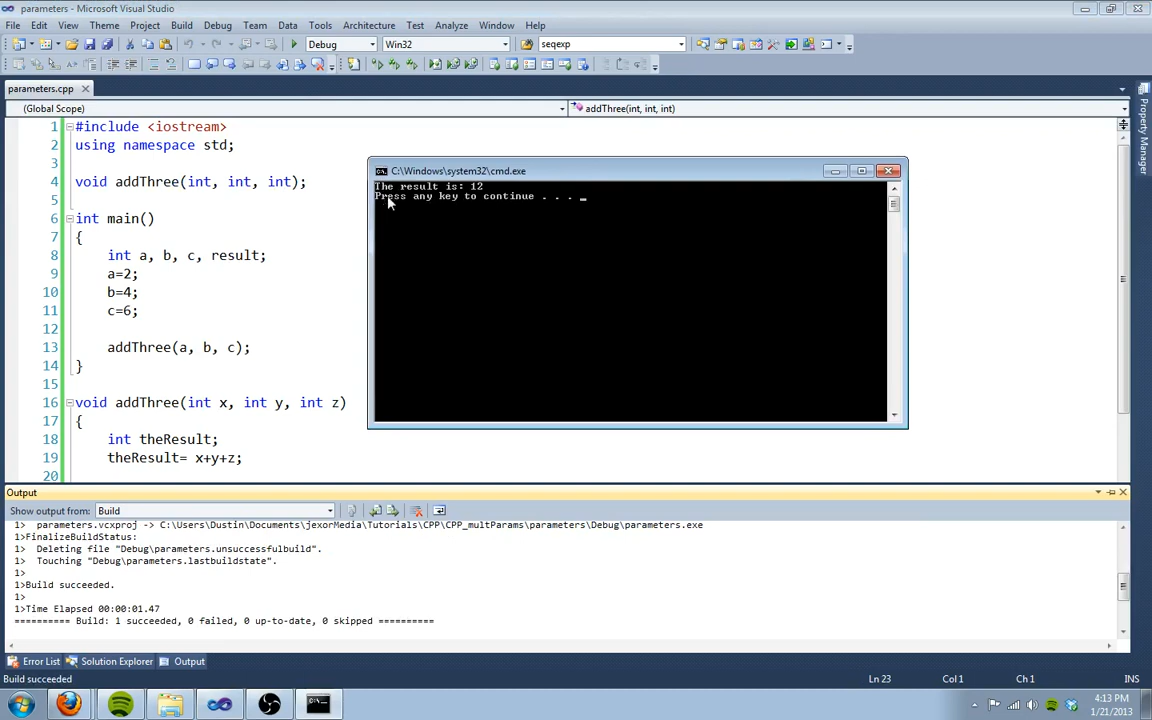 parameters - Microsoft Visual Studio
File Edit View Theme Project Build Debug Team Data Tools Architecture Test Analyze Window Help
Debug Win32 seqexp
parameters.cpp
(Global Scope) addThree(int, int, int)
1 #include <iostream>
2 using namespace std;
3
4 void addThree(int, int, int);
5
6 int main()
7 {
8 int a, b, c, result;
9 a=2;
10 b=4;
11 c=6;
12
13 addThree(a, b, c);
14 }
15
16 void addThree(int x, int y, int z)
17 {
18 int theResult;
19 theResult= x+y+z;
20
C:\Windows\system32\cmd.exe
The result is: 12
Press any key to continue . . . _
Property Manager
Output
Show output from: Build
1> parameters.vcxproj -> C:\Users\Dustin\Documents\jexorMedia\Tutorials\CPP\CPP_multParams\parameters\Debug\parameters.exe
1>FinalizeBuildStatus:
1> Deleting file "Debug\parameters.unsuccessfulbuild".
1> Touching "Debug\parameters.lastbuildstate".
1>
1>Build succeeded.
1>
1>Time Elapsed 00:00:01.47
========== Build: 1 succeeded, 0 failed, 0 up-to-date, 0 skipped ==========
Error List Solution Explorer Output
Build succeeded Ln 23 Col 1 Ch 1 INS
4:13 PM
1/21/2013